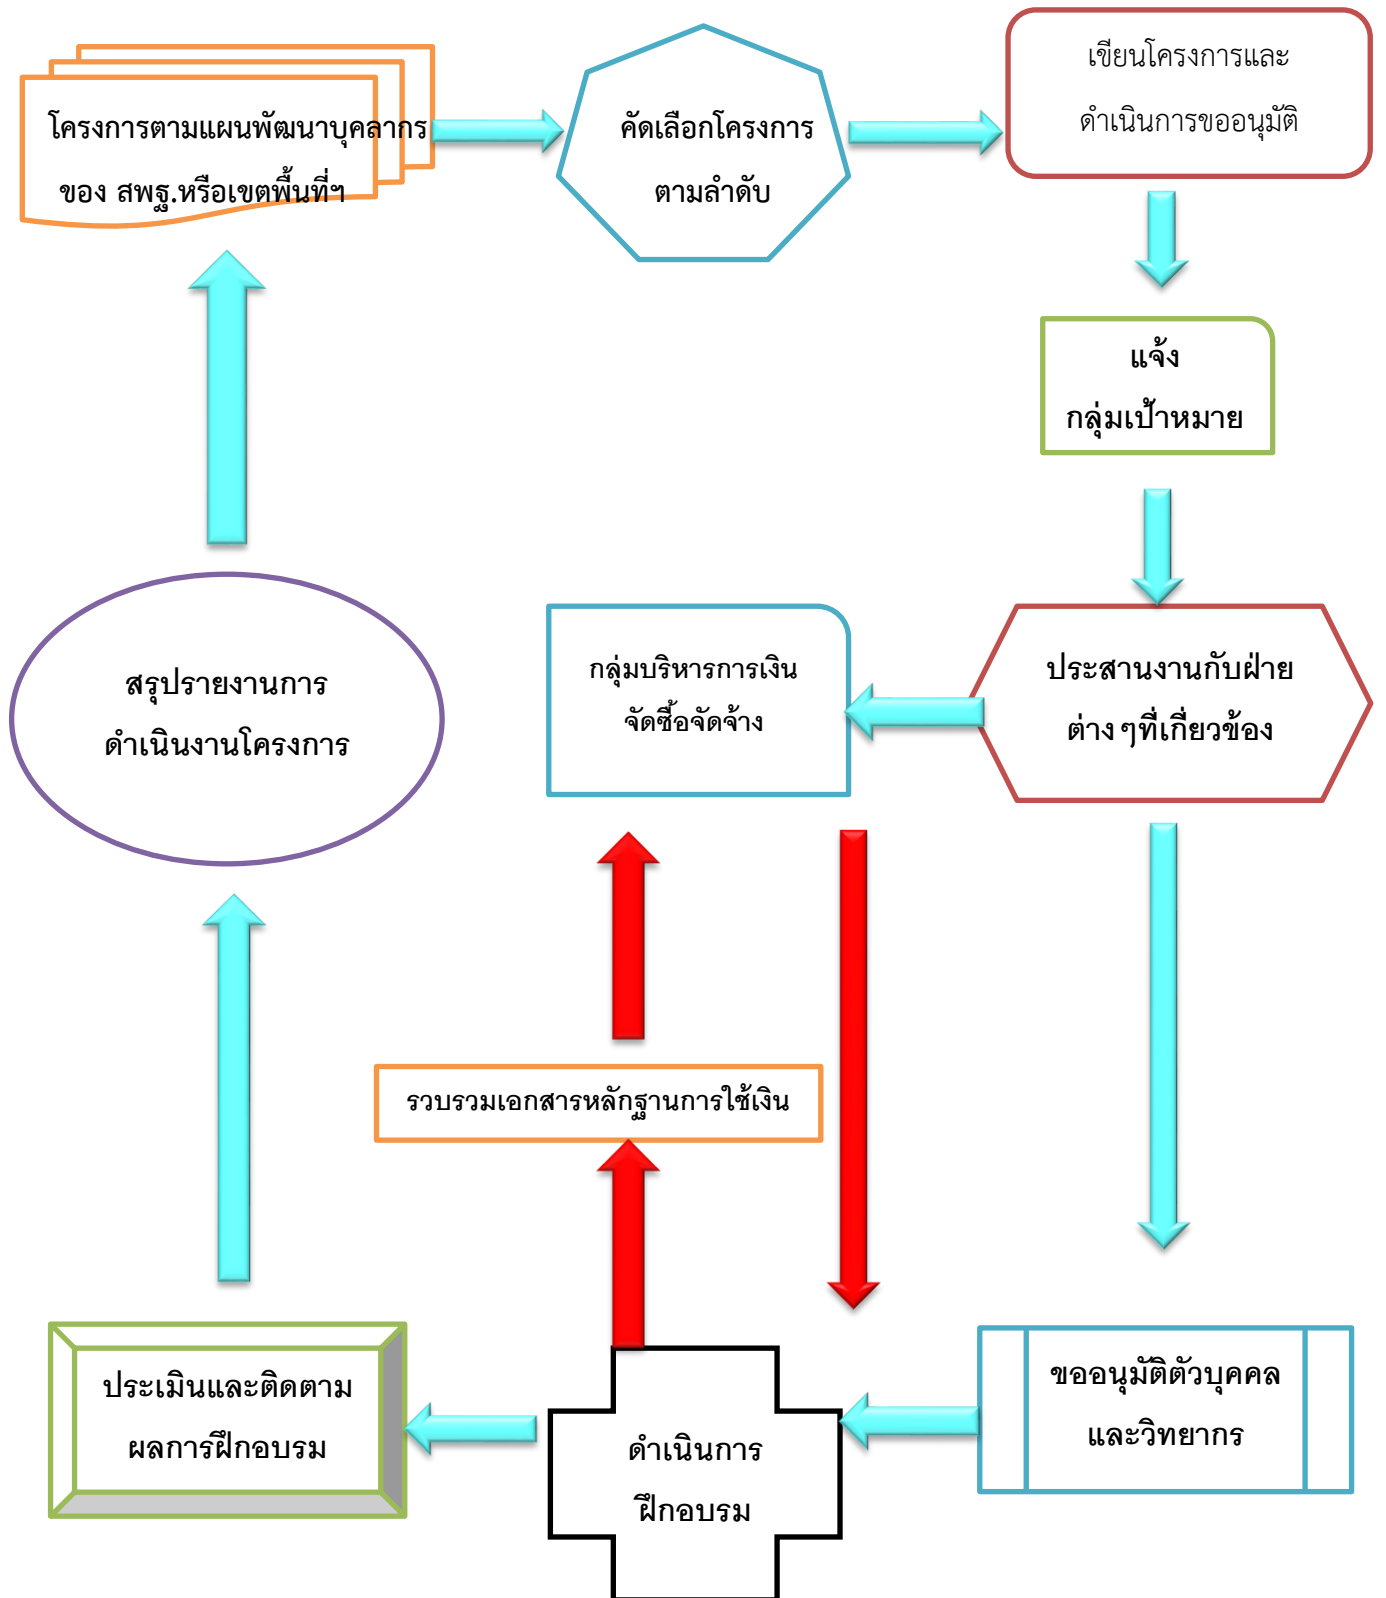 โครงการตามแผนพัฒนาบุคลากร
ของ สพฐ.หรือเขตพื้นที่ฯ
คัดเลือกโครงการ
ตามลำดับ
เขียนโครงการและ
ดำเนินการขออนุมัติ
แจ้ง
กลุ่มเป้าหมาย
ประสานงานกับฝ่าย
ต่างๆที่เกี่ยวข้อง
กลุ่มบริหารการเงิน
จัดซื้อจัดจ้าง
สรุปรายงานการ
ดำเนินงานโครงการ
รวบรวมเอกสารหลักฐานการใช้เงิน
ขออนุมัติตัวบุคคล
และวิทยากร
ดำเนินการ
ฝึกอบรม
ประเมินและติดตาม
ผลการฝึกอบรม